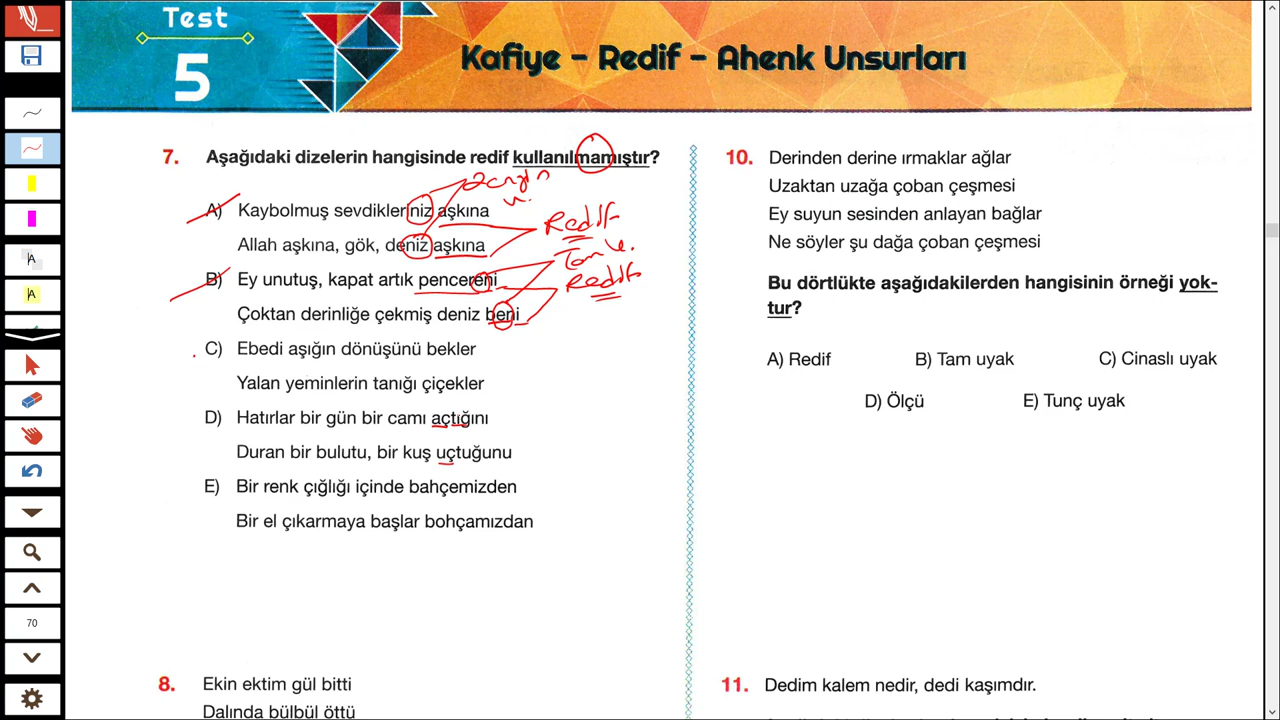 Test
5
Kafiye – Redif – Ahenk Unsurları
7. Aşağıdaki dizelerin hangisinde redif kullanılmamıştır?
zengin
A) Kaybolmuş sevdikleriniz aşkına
Redif
Allah aşkına, gök, deniz aşkına
Tam u.
B) Ey unutuş, kapat artık pencereni
Redif
Çoktan derinliğe çekmiş deniz beni
C) Ebedi aşığın dönüşünü bekler
Yalan yeminlerin tanığı çiçekler
D) Hatırlar bir gün bir camı açtığını
Duran bir bulutu, bir kuş uçtuğunu
E) Bir renk çığlığı içinde bahçemizden
Bir el çıkarmaya başlar bohçamızdan
8. Ekin ektim gül bitti
Dalında bülbül öttü
10. Derinden derine ırmaklar ağlar
Uzaktan uzağa çoban çeşmesi
Ey suyun sesinden anlayan bağlar
Ne söyler şu dağa çoban çeşmesi
Bu dörtlükte aşağıdakilerden hangisinin örneği yok-
tur?
A) Redif B) Tam uyak C) Cinaslı uyak
D) Ölçü E) Tunç uyak
11. Dedim kalem nedir, dedi kaşımdır.
A
A
70